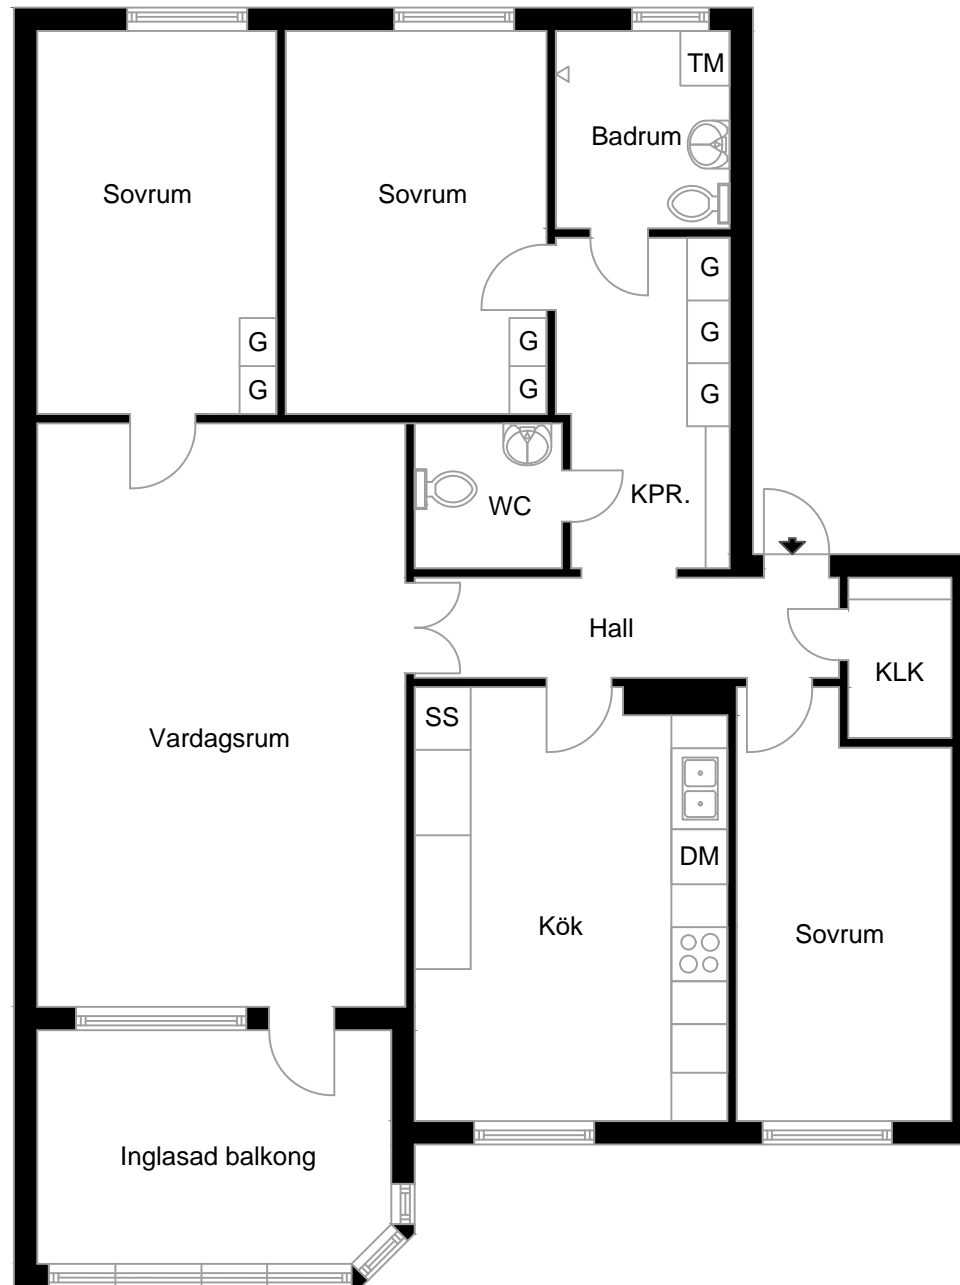 TM
Badrum
Sovrum
Sovrum
G
G
G
G
G
G
G
KPR.
WC
Hall
KLK
SS
Vardagsrum
DM
Kök
Sovrum
Inglasad balkong